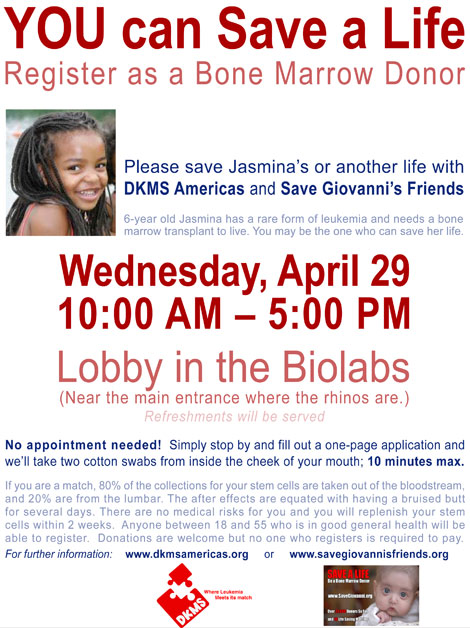 YOU can Save a Life
Register as a Bone Marrow Donor
Please save Jasmina's or another life with
DKMS Americas and Save Giovanni's Friends
6-year old Jasmina has a rare form of leukemia and needs a bone
marrow transplant to live. You may be the one who can save her life.
Wednesday, April 29
10:00 AM – 5:00 PM
Lobby in the Biolabs
(Near the main entrance where the rhinos are.)
Refreshments will be served
No appointment needed! Simply stop by and fill out a one-page application and
we'll take two cotton swabs from inside the cheek of your mouth; 10 minutes max.
If you are a match, 80% of the collections for your stem cells are taken out of the bloodstream,
and 20% are from the lumbar. The after effects are equated with having a bruised butt
for several days. There are no medical risks for you and you will replenish your stem
cells within 2 weeks. Anyone between 18 and 55 who is in good general health will be
able to register. Donations are welcome but no one who registers is required to pay.
For further information: www.dkmsamericas.org or www.savegiovannisfriends.org
Where Leukemia
Meets its match
DKMS
SAVE A LIFE
Be a Bone Marrow Donor
www.SaveGiovanni.org
Over